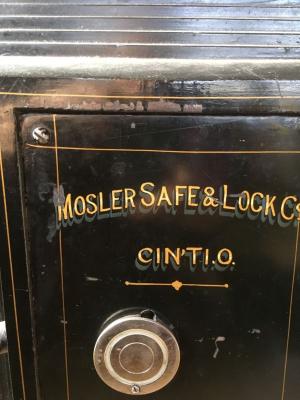 MOSLER SAFE & LOCK Co
CIN'TI.O.